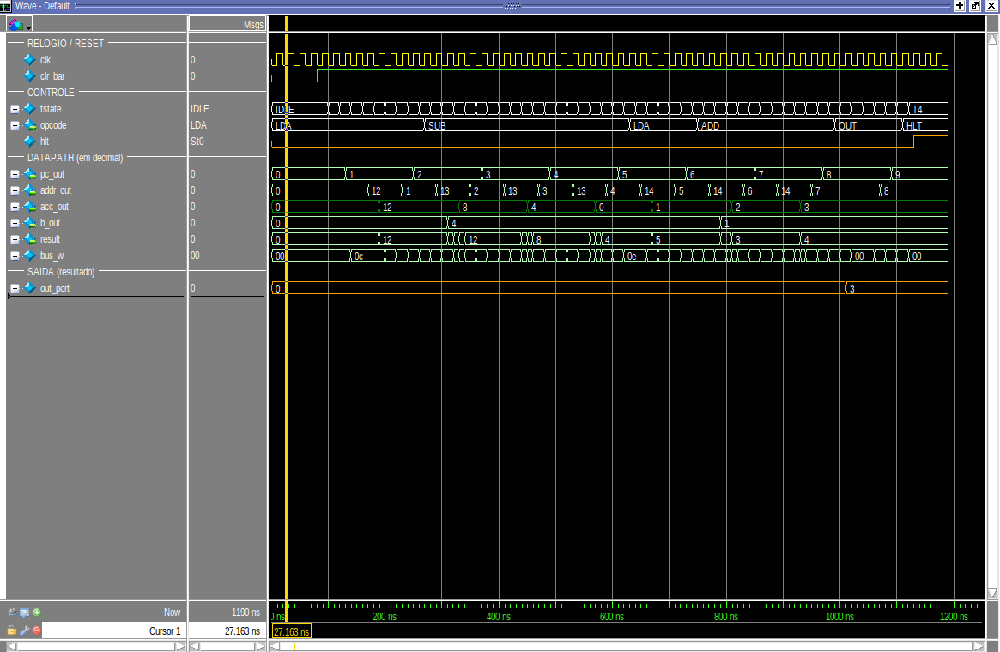 Wave - Default
Msgs
RELOGIO / RESET
clk 0
clr_bar 0
CONTROLE
tstate IDLE IDLE T4
opcode LDA LDA SUB LDA ADD OUT HLT
hlt St0
DATAPATH (em decimal)
pc_out 0 0 1 2 3 4 5 6 7 8 9
addr_out 0 0 12 1 13 2 13 3 13 4 14 5 14 6 14 7 8
acc_out 0 0 12 8 4 0 1 2 3
b_out 0 0 4 1
result 0 0 12 12 8 4 5 3 4
bus_w 00 00 0c 0e 00 00
SAIDA (resultado)
out_port 0 0 3
Now 1190 ns 0 ns 200 ns 400 ns 600 ns 800 ns 1000 ns 1200 ns
Cursor 1 27.163 ns 27.163 ns